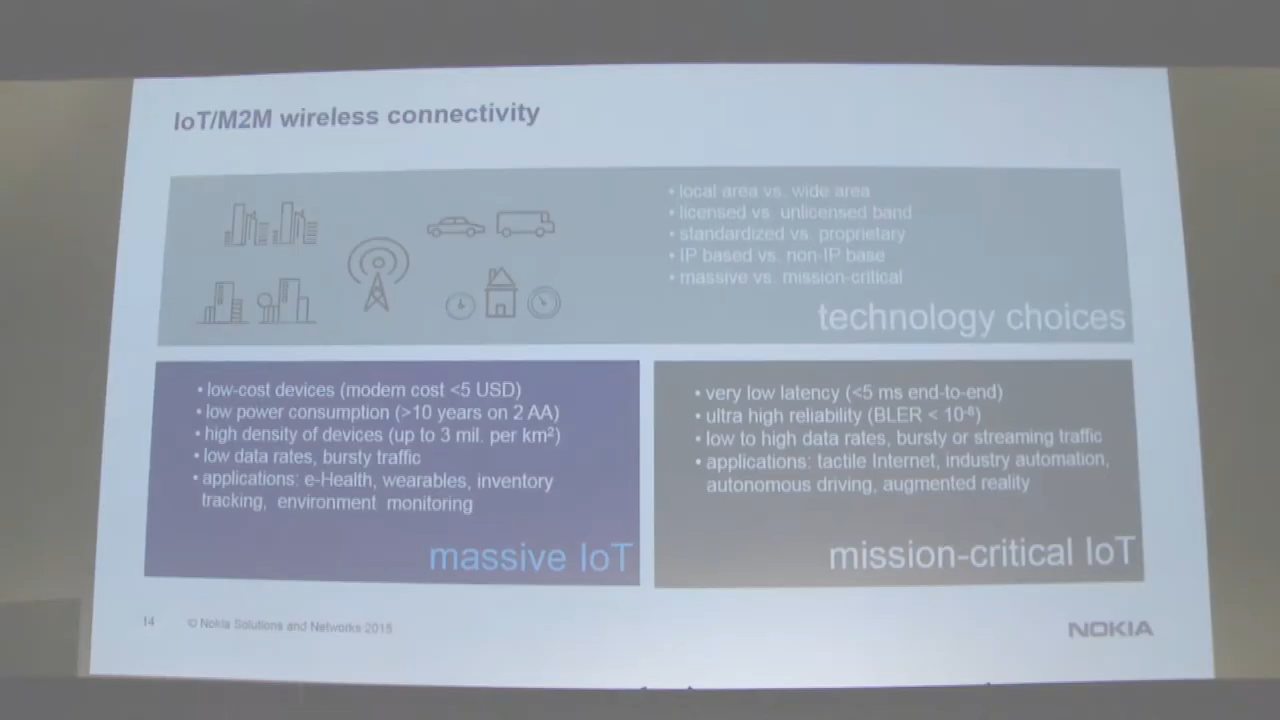 IoT/M2M wireless connectivity
• local area vs. wide area
• licensed vs. unlicensed band
• standardized vs. proprietary
• IP based vs. non-IP base
• massive vs. mission-critical
technology choices
• low-cost devices (modem cost <5 USD)
• low power consumption (>10 years on 2 AA)
• high density of devices (up to 3 mil. per km²)
• low data rates, bursty traffic
• applications: e-Health, wearables, inventory
tracking, environment monitoring
massive IoT
• very low latency (<5 ms end-to-end)
• ultra high reliability (BLER < 10⁻⁸)
• low to high data rates, bursty or streaming traffic
• applications: tactile Internet, industry automation,
autonomous driving, augmented reality
mission-critical IoT
14 © Nokia Solutions and Networks 2015
NOKIA